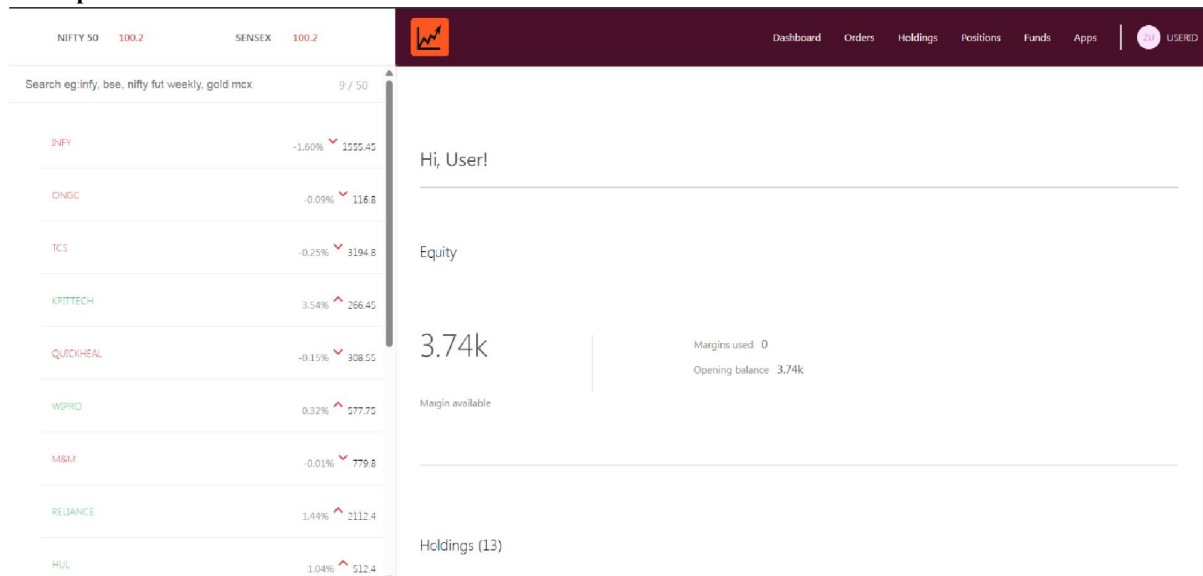 NIFTY 50 100.2 SENSEX 100.2
Dashboard Orders Holdings Positions Funds Apps ZU USERID
Search eg:infy, bse, nifty fut weekly, gold mcx 9 / 50
INFY -1.60% 1555.45
ONGC -0.09% 116.8
TCS -0.25% 3194.8
KPITTECH 3.54% 266.45
QUICKHEAL -0.15% 308.55
WIPRO 0.32% 577.75
M&M -0.01% 779.8
RELIANCE 1.44% 2112.4
HUL 1.04% 512.4
Hi, User!
Equity
3.74k
Margin available
Margins used 0
Opening balance 3.74k
Holdings (13)